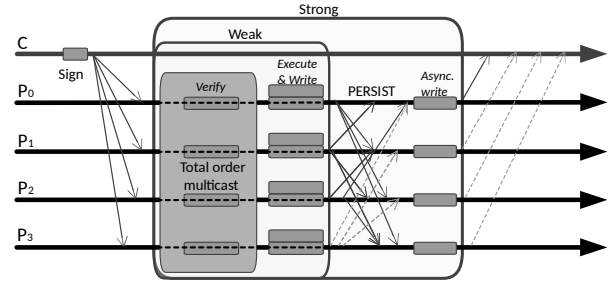 Strong
Weak
C
Sign
Execute
& Write
Verify
PERSIST
Async.
write
P0
P1
Total order
multicast
P2
P3